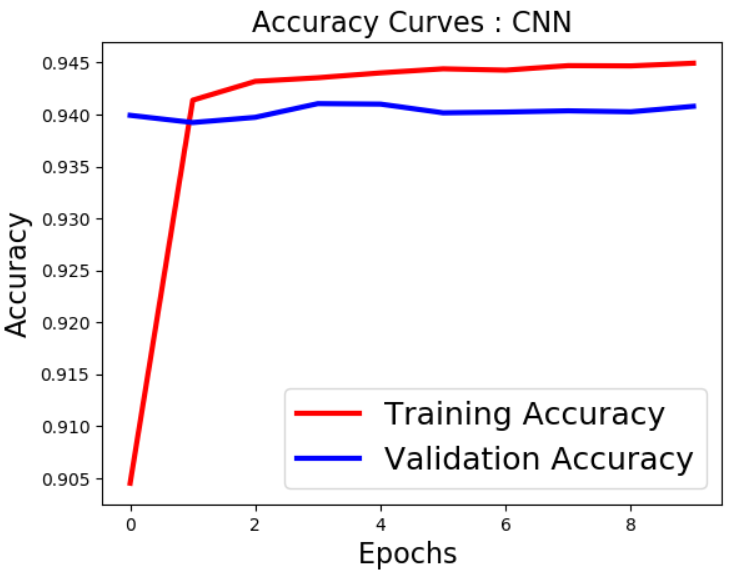 Accuracy Curves : CNN
0.945
0.940
0.935
0.930
0.925
0.920
0.915
0.910
0.905
Accuracy
Training Accuracy
Validation Accuracy
0 2 4 6 8
Epochs